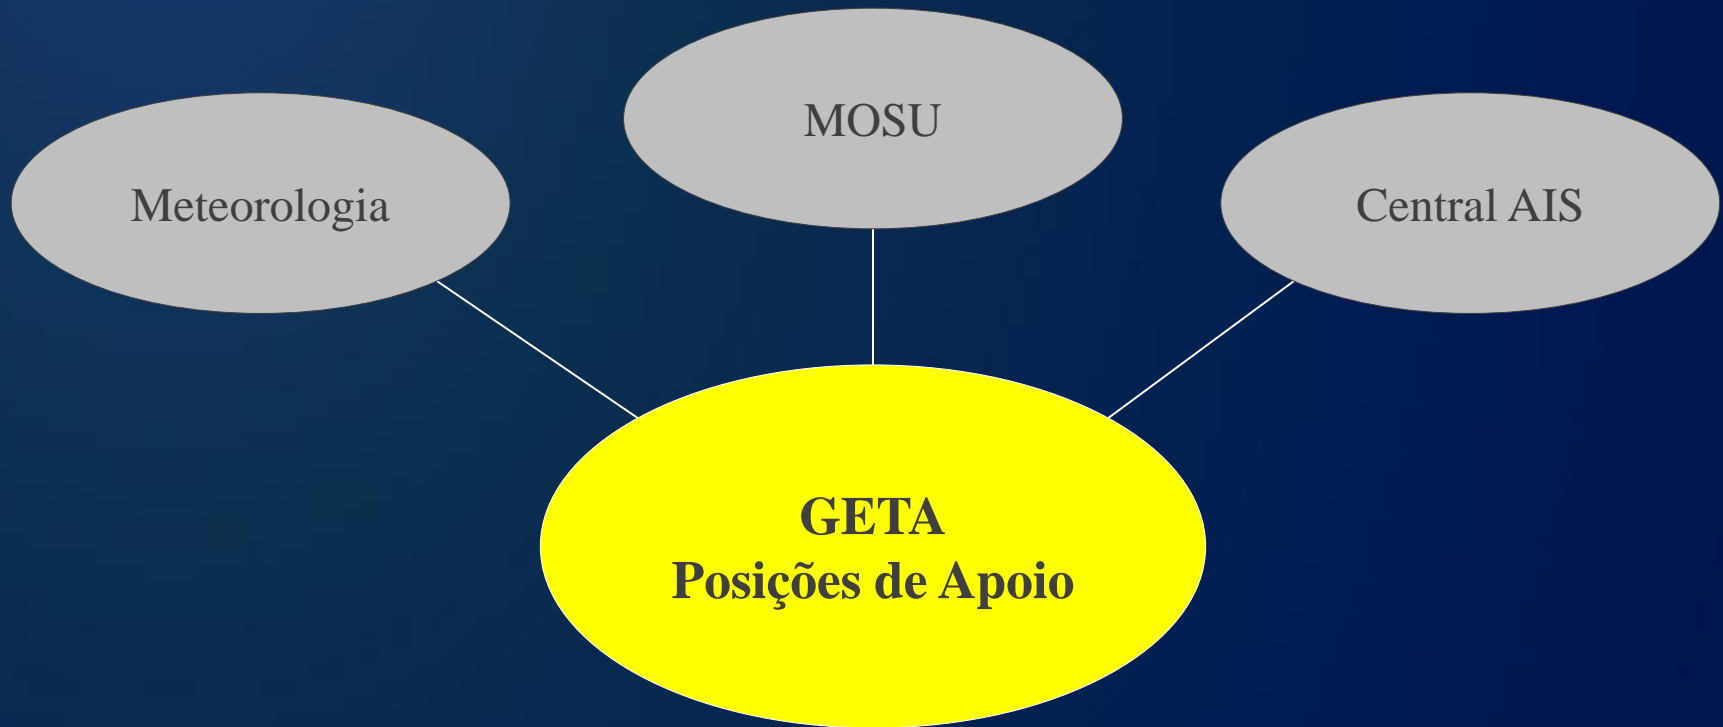 MOSU
Meteorologia
Central AIS
GETA
Posições de Apoio